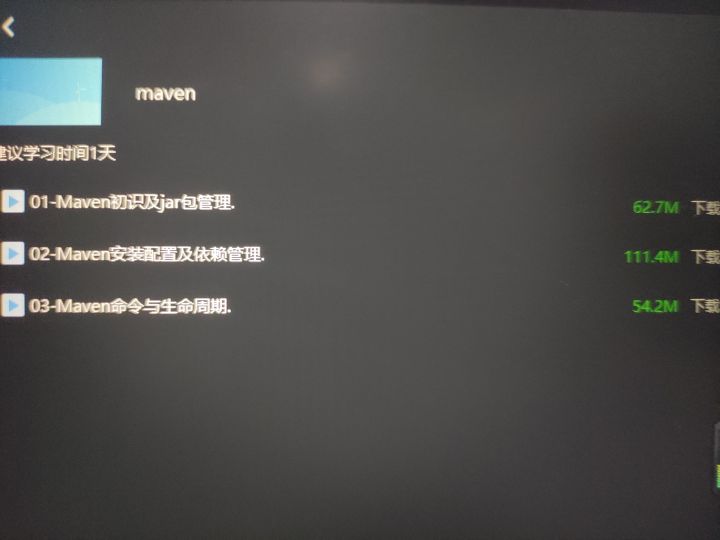 maven
建议学习时间1天
01-Maven初识及jar包管理. 62.7M 下载
02-Maven安装配置及依赖管理. 111.4M 下载
03-Maven命令与生命周期. 54.2M 下载